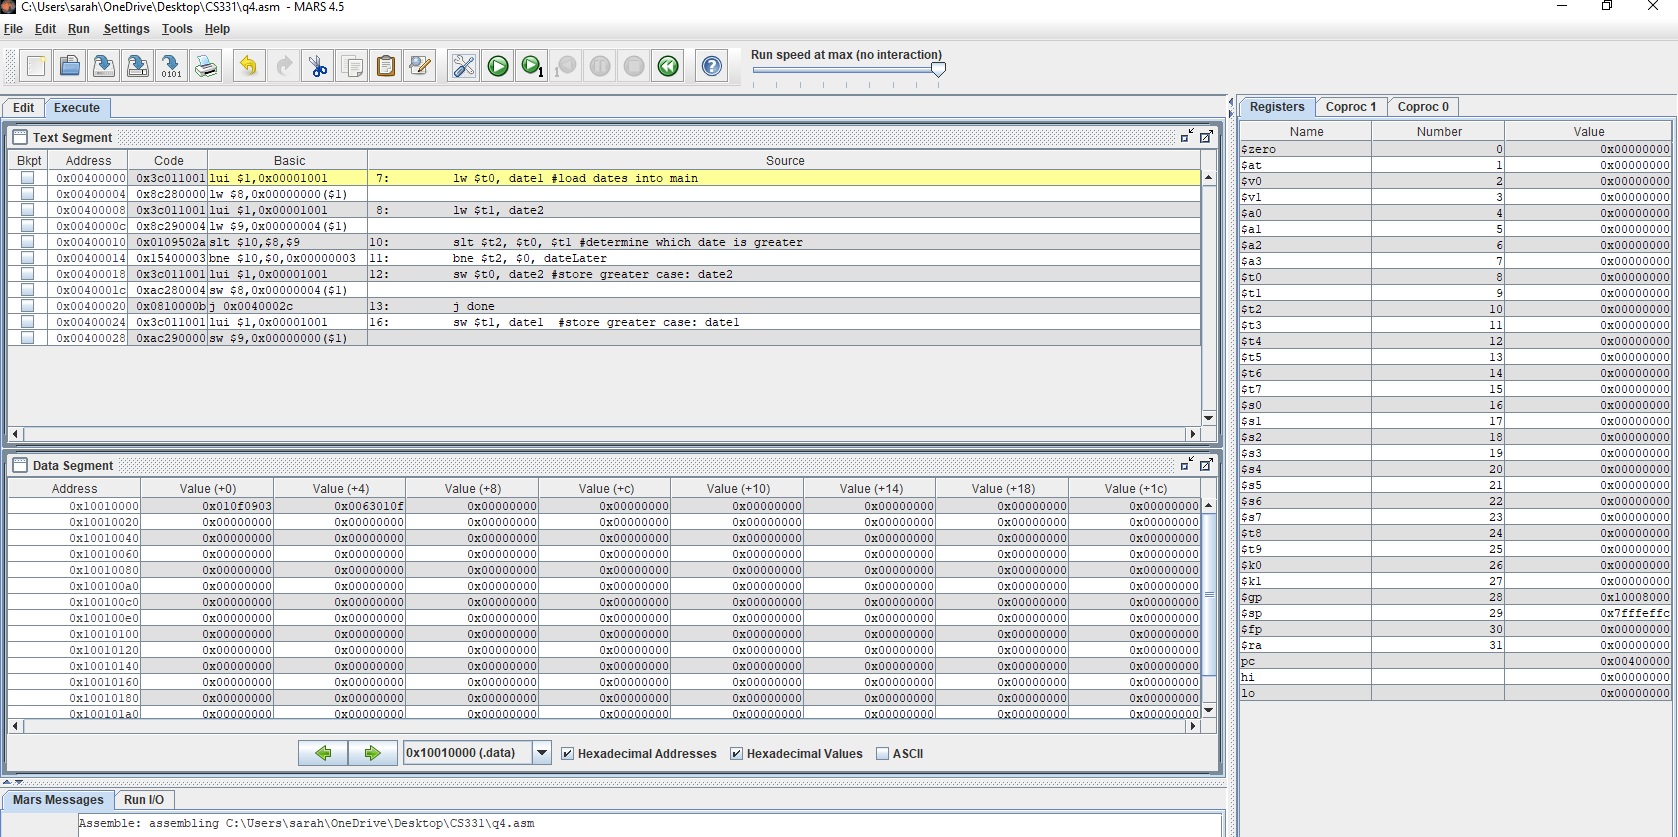 C:\Users\sarah\OneDrive\Desktop\CS331\q4.asm - MARS 4.5
File Edit Run Settings Tools Help
Run speed at max (no interaction)
Edit Execute
Text Segment
Bkpt Address Code Basic Source
0x00400000 0x3c011001 lui $1,0x00001001 7: lw $t0, date1 #load dates into main
0x00400004 0x8c280000 lw $8,0x00000000($1)
0x00400008 0x3c011001 lui $1,0x00001001 8: lw $t1, date2
0x0040000c 0x8c290004 lw $9,0x00000004($1)
0x00400010 0x0109502a slt $10,$8,$9 10: slt $t2, $t0, $t1 #determine which date is greater
0x00400014 0x15400003 bne $10,$0,0x00000003 11: bne $t2, $0, dateLater
0x00400018 0x3c011001 lui $1,0x00001001 12: sw $t0, date2 #store greater case: date2
0x0040001c 0xac280004 sw $8,0x00000004($1)
0x00400020 0x0810000b j 0x0040002c 13: j done
0x00400024 0x3c011001 lui $1,0x00001001 16: sw $t1, date1 #store greater case: date1
0x00400028 0xac290000 sw $9,0x00000000($1)
Data Segment
Address Value (+0) Value (+4) Value (+8) Value (+c) Value (+10) Value (+14) Value (+18) Value (+1c)
0x10010000 0x010f0903 0x0063010f 0x00000000 0x00000000 0x00000000 0x00000000 0x00000000 0x00000000
0x10010020 0x00000000 0x00000000 0x00000000 0x00000000 0x00000000 0x00000000 0x00000000 0x00000000
0x10010040 0x00000000 0x00000000 0x00000000 0x00000000 0x00000000 0x00000000 0x00000000 0x00000000
0x10010060 0x00000000 0x00000000 0x00000000 0x00000000 0x00000000 0x00000000 0x00000000 0x00000000
0x10010080 0x00000000 0x00000000 0x00000000 0x00000000 0x00000000 0x00000000 0x00000000 0x00000000
0x100100a0 0x00000000 0x00000000 0x00000000 0x00000000 0x00000000 0x00000000 0x00000000 0x00000000
0x100100c0 0x00000000 0x00000000 0x00000000 0x00000000 0x00000000 0x00000000 0x00000000 0x00000000
0x100100e0 0x00000000 0x00000000 0x00000000 0x00000000 0x00000000 0x00000000 0x00000000 0x00000000
0x10010100 0x00000000 0x00000000 0x00000000 0x00000000 0x00000000 0x00000000 0x00000000 0x00000000
0x10010120 0x00000000 0x00000000 0x00000000 0x00000000 0x00000000 0x00000000 0x00000000 0x00000000
0x10010140 0x00000000 0x00000000 0x00000000 0x00000000 0x00000000 0x00000000 0x00000000 0x00000000
0x10010160 0x00000000 0x00000000 0x00000000 0x00000000 0x00000000 0x00000000 0x00000000 0x00000000
0x10010180 0x00000000 0x00000000 0x00000000 0x00000000 0x00000000 0x00000000 0x00000000 0x00000000
0x100101a0 0x00000000 0x00000000 0x00000000 0x00000000 0x00000000 0x00000000 0x00000000 0x00000000
0x10010000 (.data) Hexadecimal Addresses Hexadecimal Values ASCII
Mars Messages Run I/O
Assemble: assembling C:\Users\sarah\OneDrive\Desktop\CS331\q4.asm
Registers Coproc 1 Coproc 0
Name Number Value
$zero 0 0x00000000
$at 1 0x00000000
$v0 2 0x00000000
$v1 3 0x00000000
$a0 4 0x00000000
$a1 5 0x00000000
$a2 6 0x00000000
$a3 7 0x00000000
$t0 8 0x00000000
$t1 9 0x00000000
$t2 10 0x00000000
$t3 11 0x00000000
$t4 12 0x00000000
$t5 13 0x00000000
$t6 14 0x00000000
$t7 15 0x00000000
$s0 16 0x00000000
$s1 17 0x00000000
$s2 18 0x00000000
$s3 19 0x00000000
$s4 20 0x00000000
$s5 21 0x00000000
$s6 22 0x00000000
$s7 23 0x00000000
$t8 24 0x00000000
$t9 25 0x00000000
$k0 26 0x00000000
$k1 27 0x00000000
$gp 28 0x10008000
$sp 29 0x7fffeffc
$fp 30 0x00000000
$ra 31 0x00000000
pc 0x00400000
hi 0x00000000
lo 0x00000000